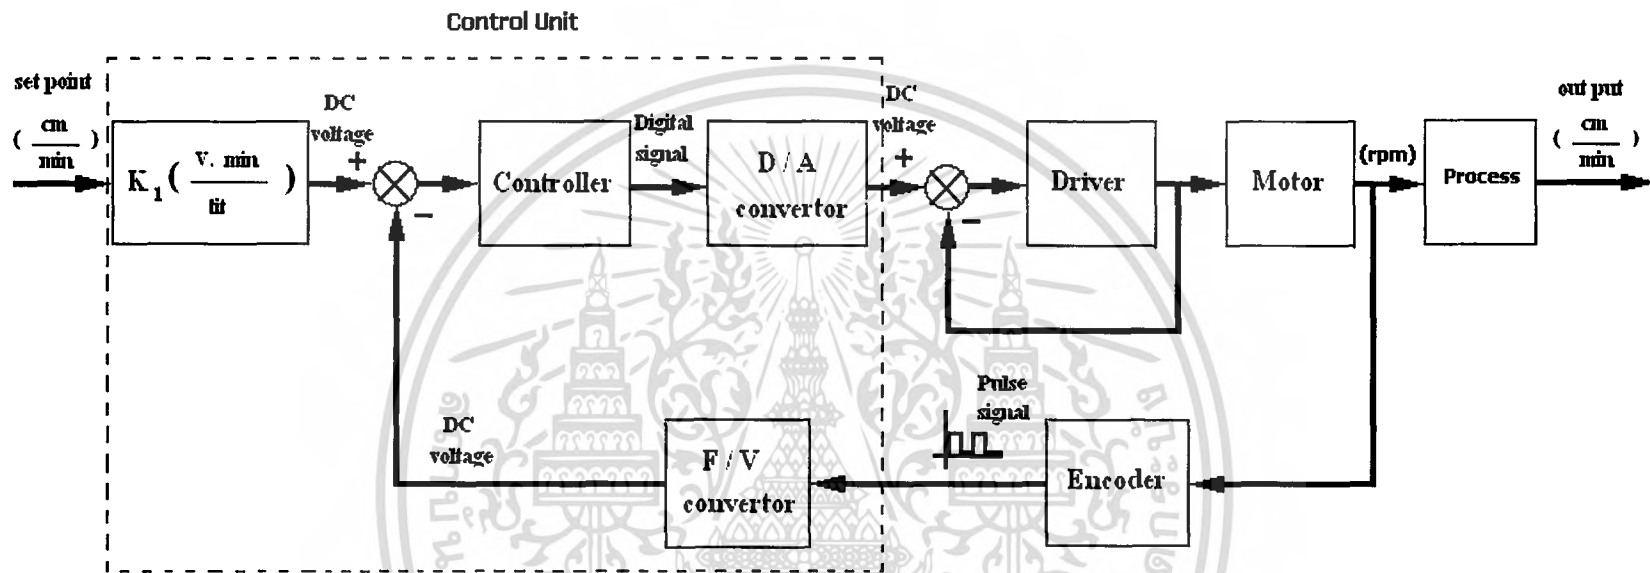 Control Unit
set point
( cm / min )
K1 ( V. min / tit )
DC
voltage
+
−
Controller
Digital
signal
D / A
convertor
DC
voltage
+
−
Driver
Motor
(rpm)
Process
out put
( cm / min )
DC
voltage
F / V
convertor
Pulse
signal
Encoder